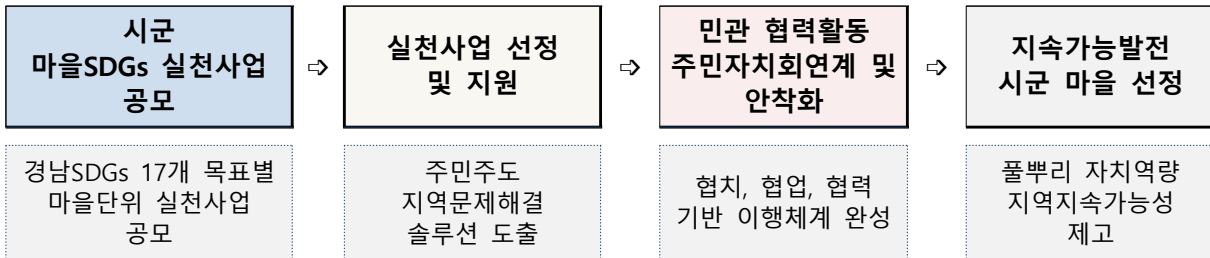 시군
마을SDGs 실천사업
공모
⇨
실천사업 선정
및 지원
⇨
민관 협력활동
주민자치회연계 및
안착화
⇨
지속가능발전
시군 마을 선정
경남SDGs 17개 목표별
마을단위 실천사업
공모
주민주도
지역문제해결
솔루션 도출
협치, 협업, 협력
기반 이행체계 완성
풀뿌리 자치역량
지역지속가능성
제고